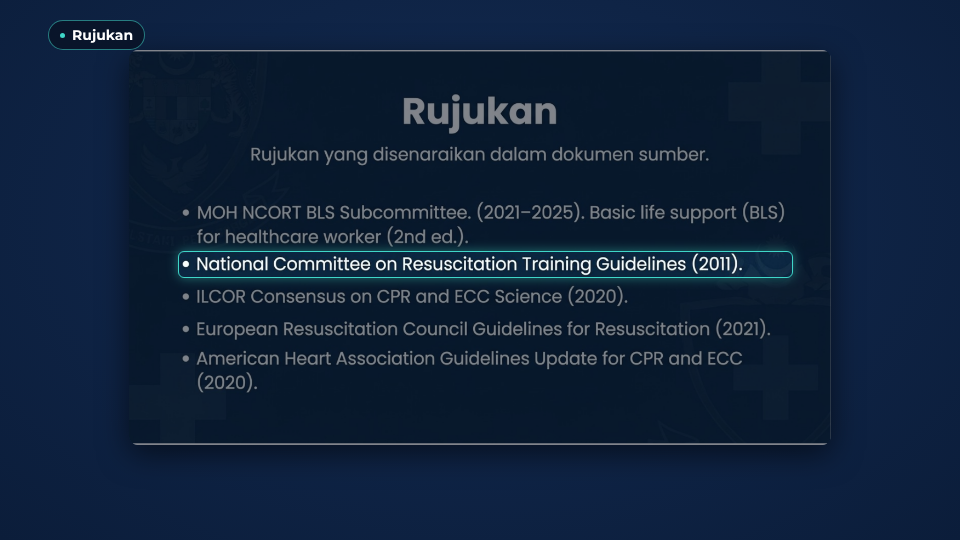 Rujukan
Rujukan
Rujukan yang disenaraikan dalam dokumen sumber.
• MOH NCORT BLS Subcommittee. (2021–2025). Basic life support (BLS)
for healthcare worker (2nd ed.).
• National Committee on Resuscitation Training Guidelines (2011).
• ILCOR Consensus on CPR and ECC Science (2020).
• European Resuscitation Council Guidelines for Resuscitation (2021).
• American Heart Association Guidelines Update for CPR and ECC
(2020).